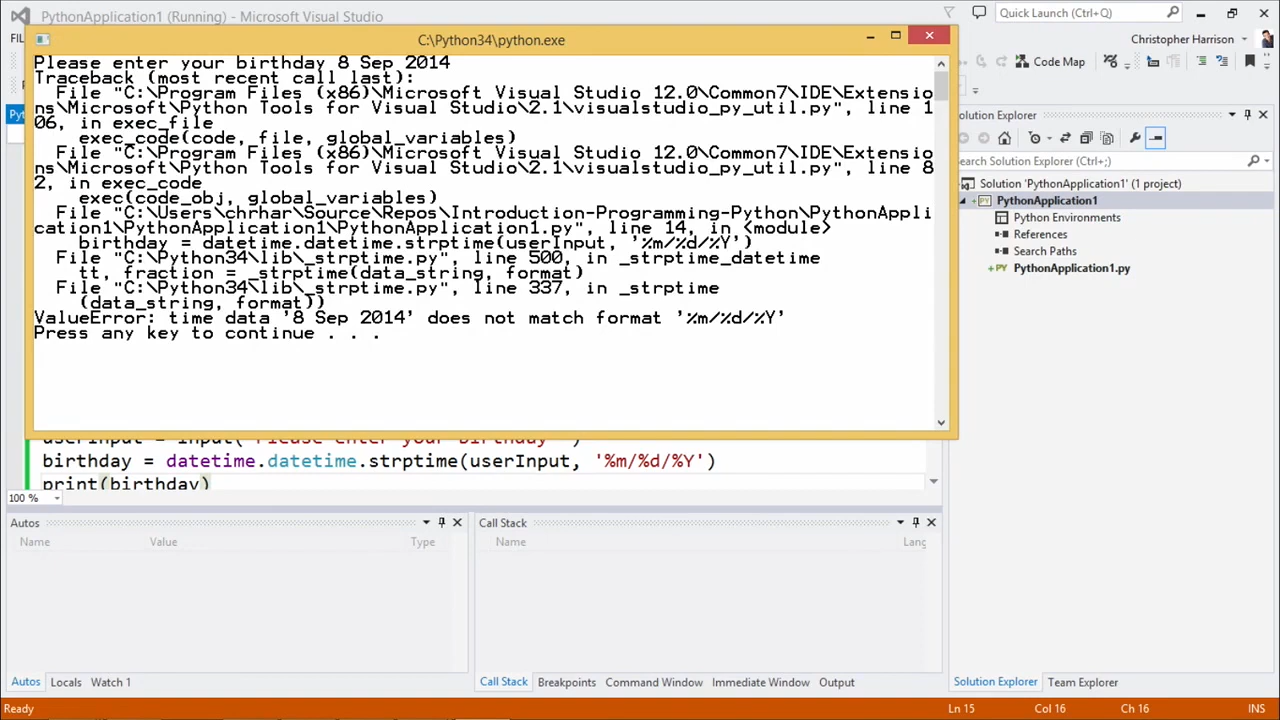 PythonApplication1 (Running) - Microsoft Visual Studio
Quick Launch (Ctrl+Q)
C:\Python34\python.exe
Christopher Harrison
Please enter your birthday 8 Sep 2014
Traceback (most recent call last):
File "C:\Program Files (x86)\Microsoft Visual Studio 12.0\Common7\IDE\Extensio
ns\Microsoft\Python Tools for Visual Studio\2.1\visualstudio_py_util.py", line 1
06, in exec_file
exec_code(code, file, global_variables)
File "C:\Program Files (x86)\Microsoft Visual Studio 12.0\Common7\IDE\Extensio
ns\Microsoft\Python Tools for Visual Studio\2.1\visualstudio_py_util.py", line 8
2, in exec_code
exec(code_obj, global_variables)
File "C:\Users\chrhar\Source\Repos\Introduction-Programming-Python\PythonAppli
cation1\PythonApplication1\PythonApplication1.py", line 14, in <module>
birthday = datetime.datetime.strptime(userInput, '%m/%d/%Y')
File "C:\Python34\lib\_strptime.py", line 500, in _strptime_datetime
tt, fraction = _strptime(data_string, format)
File "C:\Python34\lib\_strptime.py", line 337, in _strptime
(data_string, format))
ValueError: time data '8 Sep 2014' does not match format '%m/%d/%Y'
Press any key to continue . . .
Code Map
Solution Explorer
Search Solution Explorer (Ctrl+;)
Solution 'PythonApplication1' (1 project)
PythonApplication1
Python Environments
References
Search Paths
PythonApplication1.py
userInput = input("Please enter your birthday ")
birthday = datetime.datetime.strptime(userInput, '%m/%d/%Y')
print(birthday)
100 %
Autos
Name Value Type
Call Stack
Name Lang
Autos Locals Watch 1
Call Stack Breakpoints Command Window Immediate Window Output
Solution Explorer Team Explorer
Ready Ln 15 Col 16 Ch 16 INS